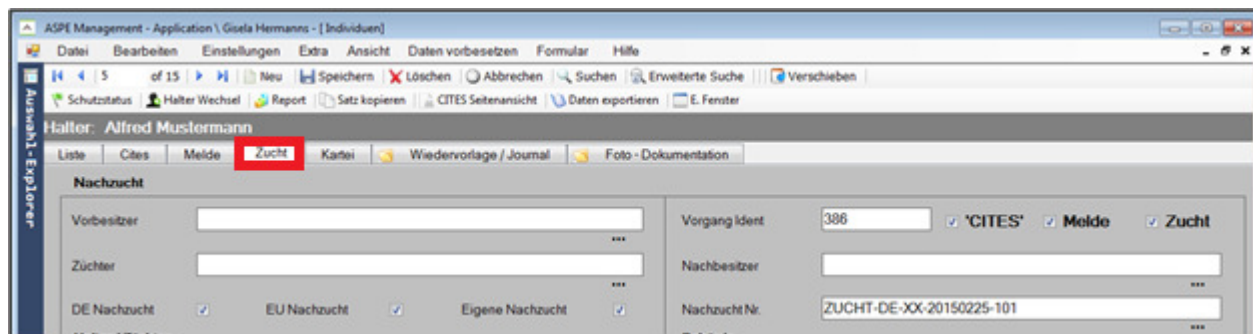 ASPE Management - Application \ Gisela Hermanns - [ Individuen]
Datei Bearbeiten Einstellungen Extra Ansicht Daten vorbesetzen Formular Hilfe
5 of 15 Neu Speichern Löschen Abbrechen Suchen Erweiterte Suche Verschieben
Schutzstatus Halter Wechsel Report Satz kopieren CITES Seitenansicht Daten exportieren E. Fenster
Auswahl-Explorer
Halter: Alfred Mustermann
Liste Cites Melde Zucht Kartei Wiedervorlage / Journal Foto - Dokumentation
Nachzucht
Vorbesitzer ... Vorgang Ident 386 'CITES' Melde Zucht
Züchter ... Nachbesitzer ...
DE Nachzucht EU Nachzucht Eigene Nachzucht Nachzucht Nr. ZUCHT-DE-XX-20150225-101 ...